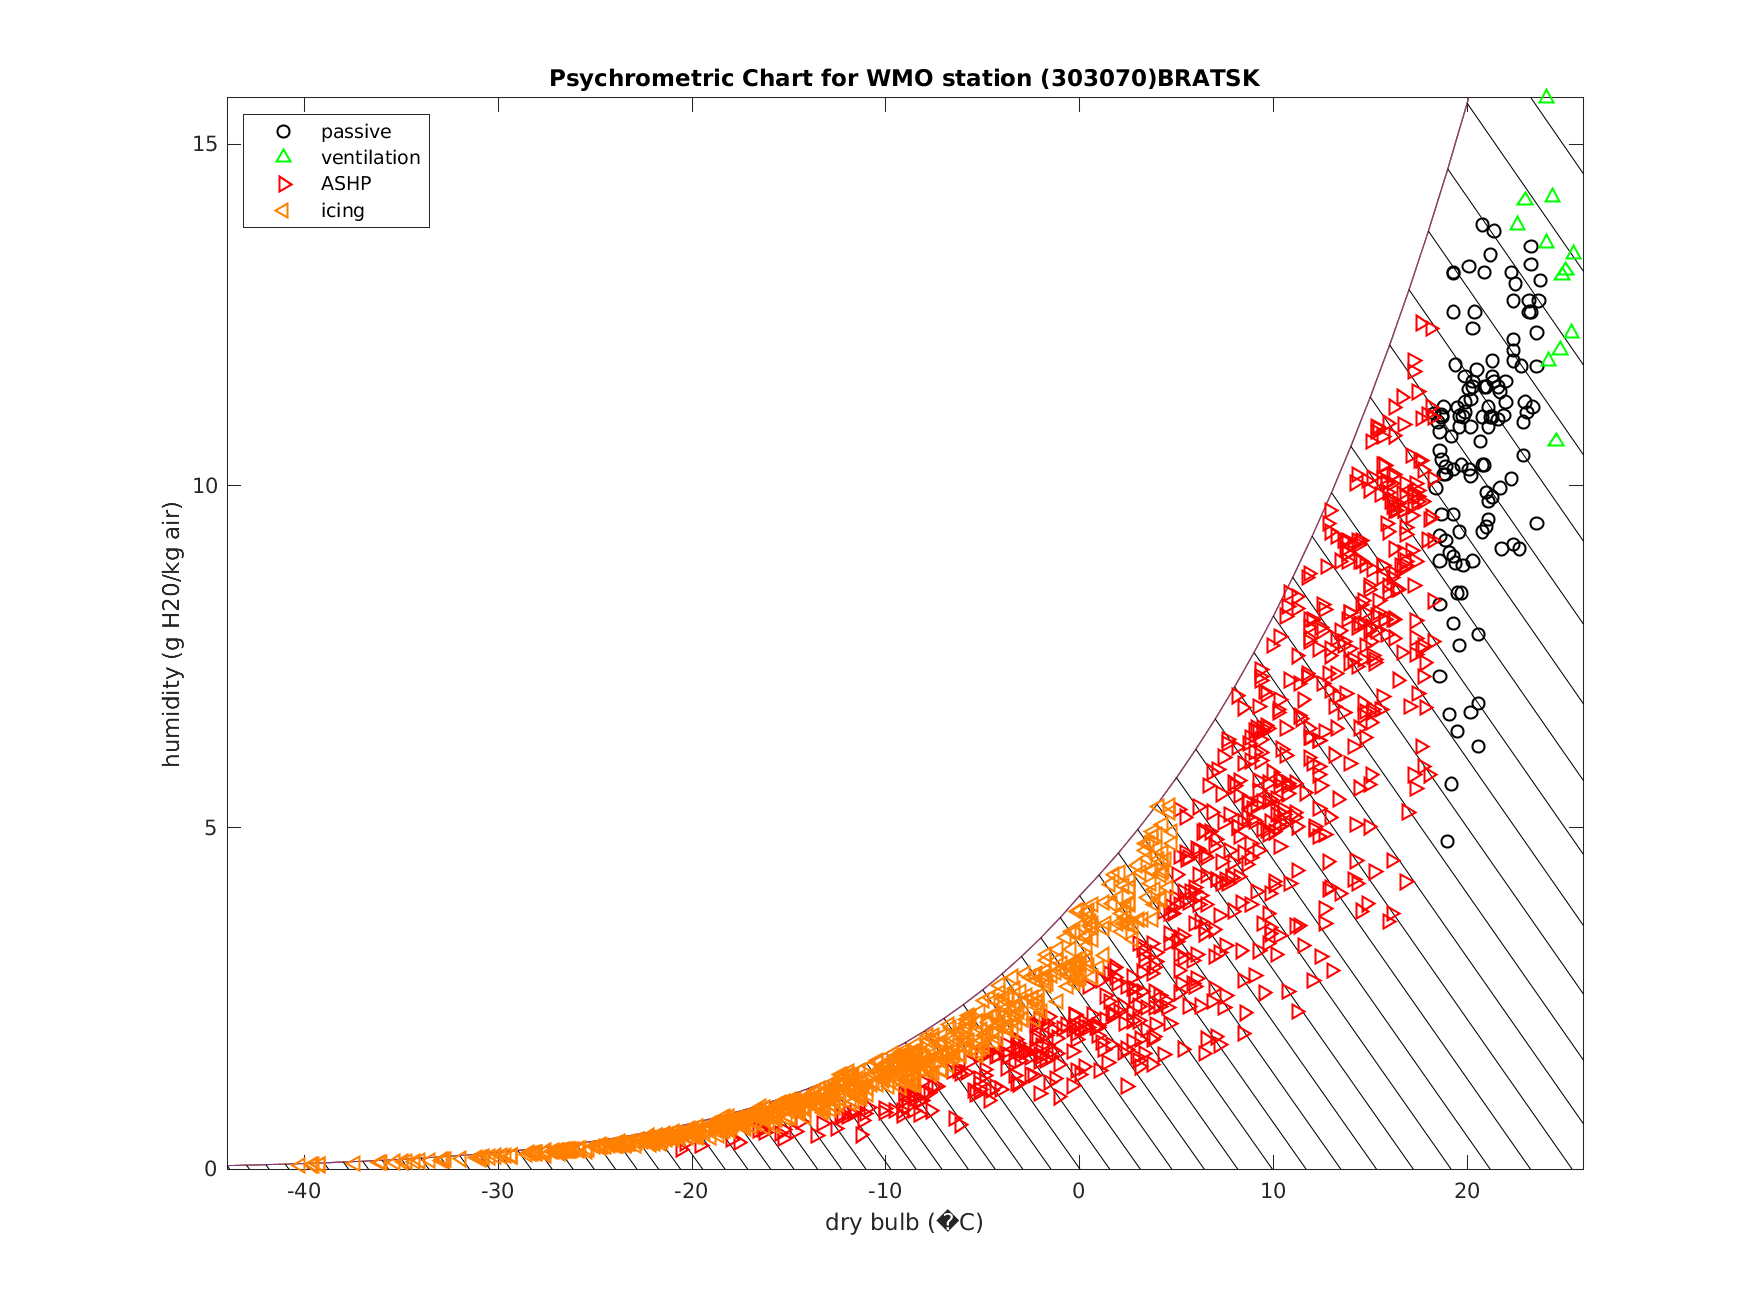 Psychrometric Chart for WMO station (303070)BRATSK
passive
ventilation
ASHP
icing
15
10
5
0
humidity (g H20/kg air)
-40 -30 -20 -10 0 10 20
dry bulb (�C)